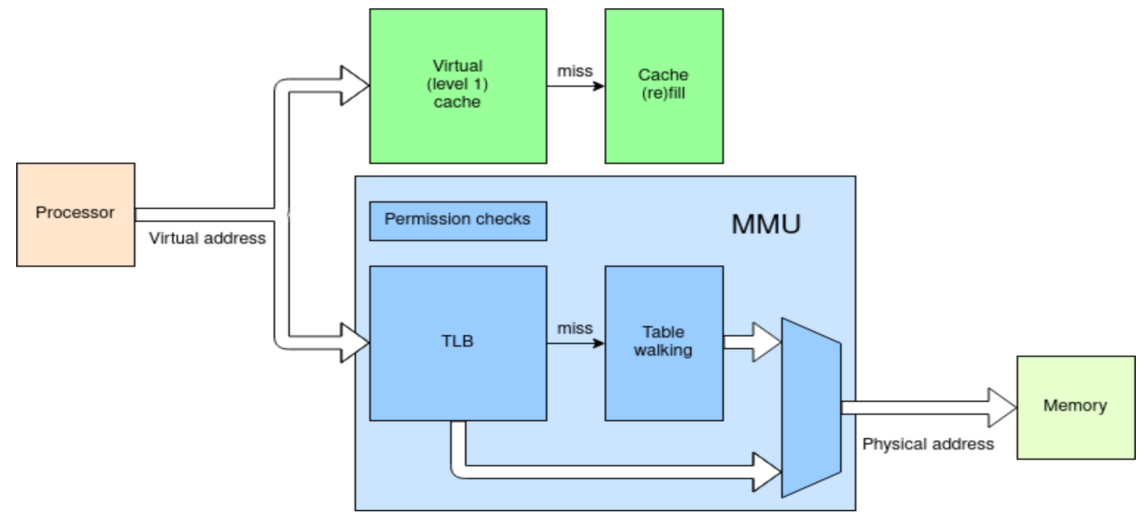 Virtual
(level 1)
cache
miss
Cache
(re)fill
Processor
Virtual address
Permission checks
MMU
TLB
miss
Table
walking
Memory
Physical address